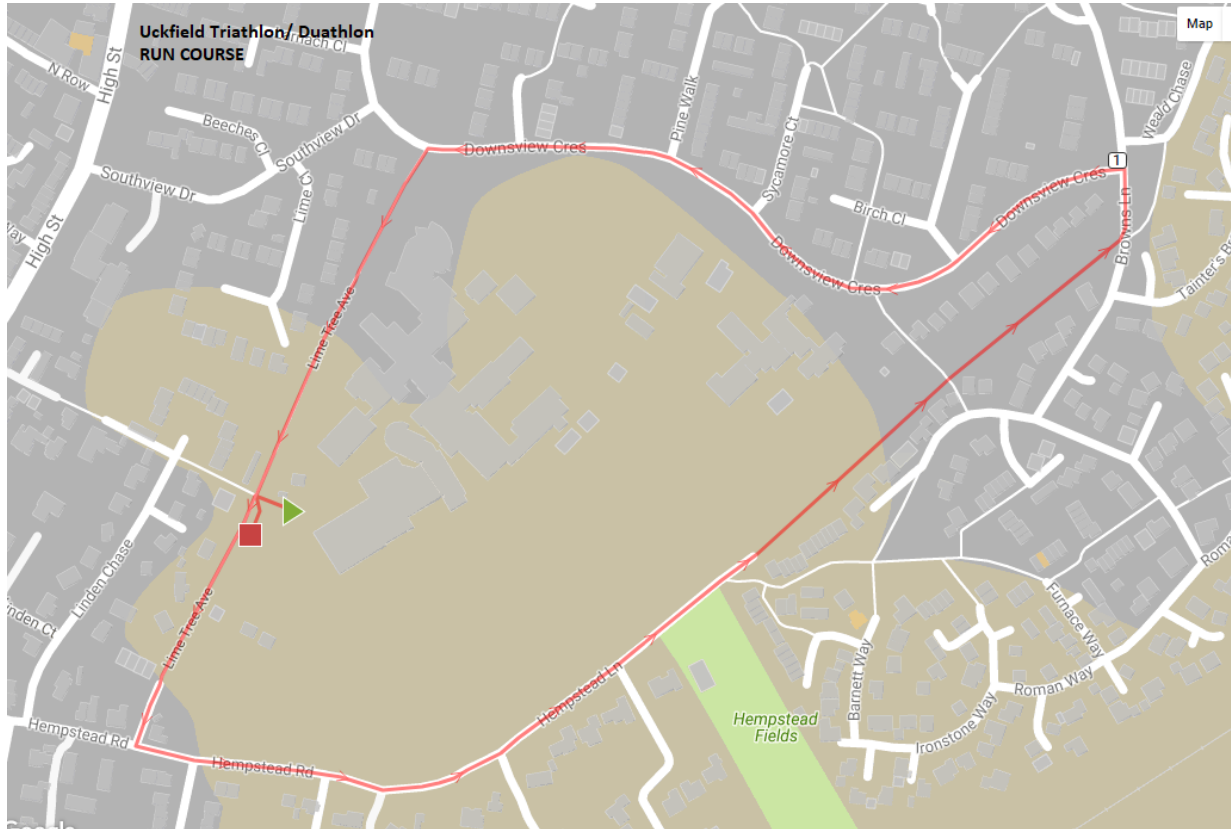 Uckfield Triathlon/ Duathlon
RUN COURSE
Map
High St
N Row
Beeches Cl
Southview Dr
Southview Dr
Lime Cl
High St
Downsview Cres
Pine Walk
Sycamore Ct
Birch Cl
Downsview Cres
Downsview Cres
1
Weald Chase
Browns Ln
Lime Tree Ave
Linden Chase
Lime Tree Ave
Hempstead Rd
Hempstead Rd
Hempstead Ln
Hempstead
Fields
Barnett Way
Ironstone Way
Roman Way
Furnace Way